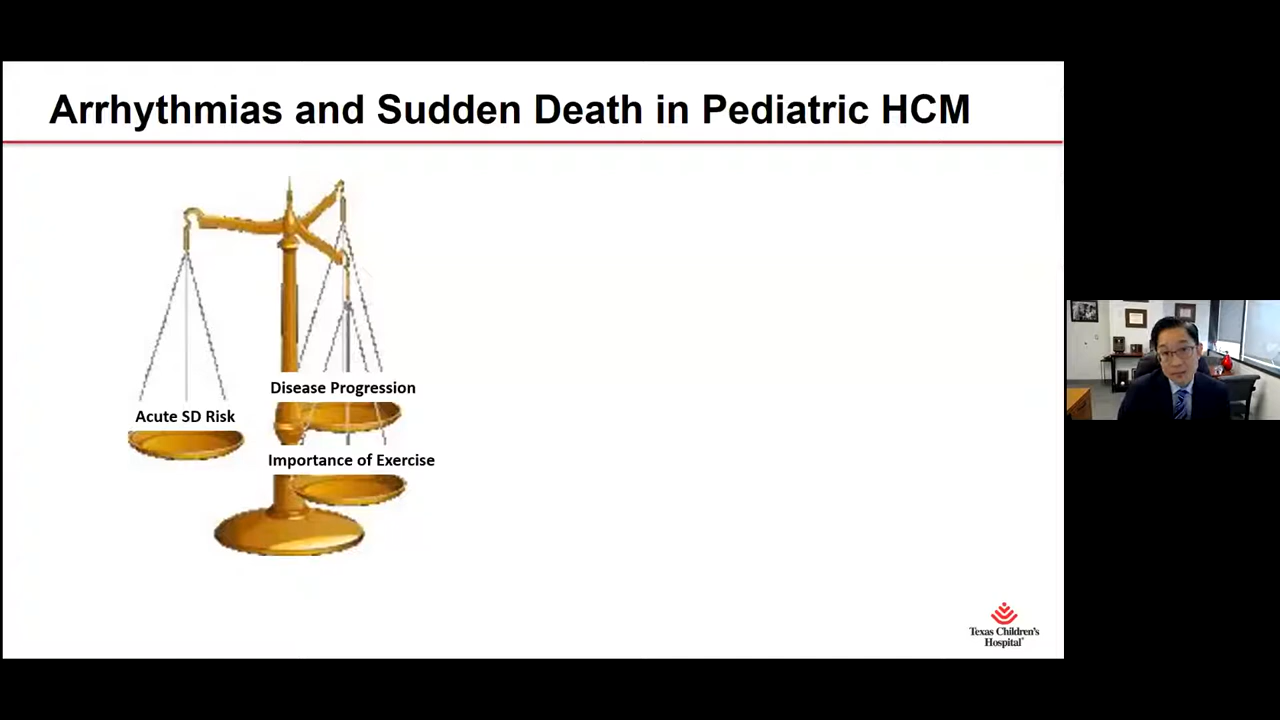 Arrhythmias and Sudden Death in Pediatric HCM
Disease Progression
Acute SD Risk
Importance of Exercise
Texas Children's
Hospital